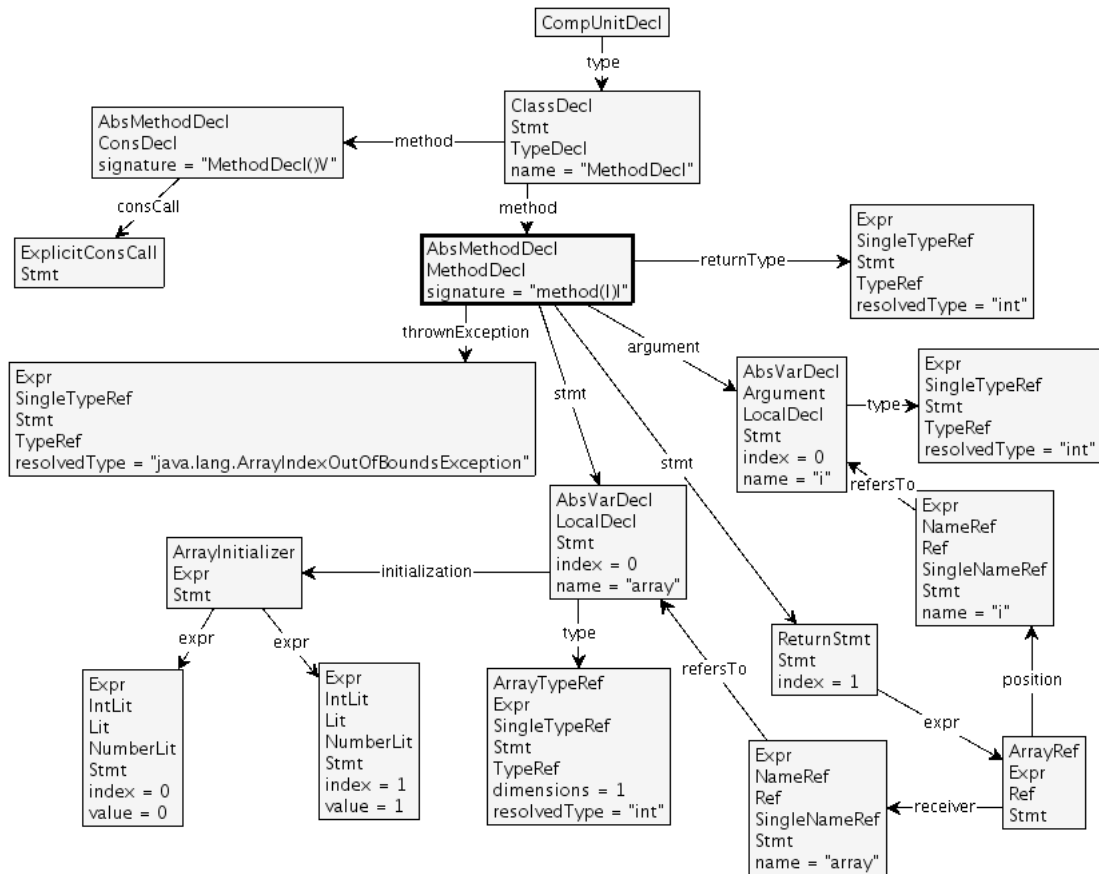 CompUnitDecl
type
ClassDecl
Stmt
TypeDecl
name = "MethodDecl"
method
AbsMethodDecl
ConsDecl
signature = "MethodDecl()V"
consCall
ExplicitConsCall
Stmt
method
AbsMethodDecl
MethodDecl
signature = "method(I)I"
returnType
Expr
SingleTypeRef
Stmt
TypeRef
resolvedType = "int"
thrownException
Expr
SingleTypeRef
Stmt
TypeRef
resolvedType = "java.lang.ArrayIndexOutOfBoundsException"
stmt
stmt
argument
AbsVarDecl
Argument
LocalDecl
Stmt
index = 0
name = "i"
type
Expr
SingleTypeRef
Stmt
TypeRef
resolvedType = "int"
refersTo
Expr
NameRef
Ref
SingleNameRef
Stmt
name = "i"
AbsVarDecl
LocalDecl
Stmt
index = 0
name = "array"
initialization
ArrayInitializer
Expr
Stmt
expr
expr
Expr
IntLit
Lit
NumberLit
Stmt
index = 0
value = 0
Expr
IntLit
Lit
NumberLit
Stmt
index = 1
value = 1
type
ArrayTypeRef
Expr
SingleTypeRef
Stmt
TypeRef
dimensions = 1
resolvedType = "int"
refersTo
ReturnStmt
Stmt
index = 1
expr
position
ArrayRef
Expr
Ref
Stmt
receiver
Expr
NameRef
Ref
SingleNameRef
Stmt
name = "array"